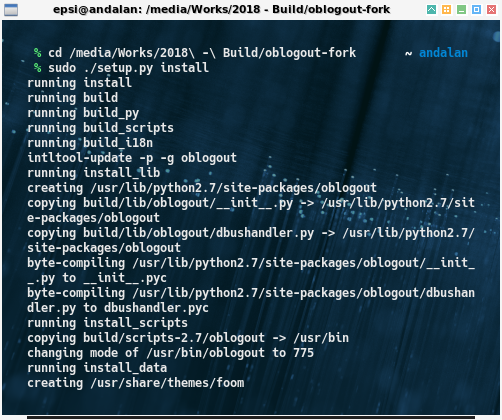 epsi@andalan: /media/Works/2018 - Build/oblogout-fork
% cd /media/Works/2018\ -\ Build/oblogout-fork ~ andalan
% sudo ./setup.py install
running install
running build
running build_py
running build_scripts
running build_i18n
intltool-update -p -g oblogout
running install_lib
creating /usr/lib/python2.7/site-packages/oblogout
copying build/lib/oblogout/__init__.py -> /usr/lib/python2.7/sit
e-packages/oblogout
copying build/lib/oblogout/dbushandler.py -> /usr/lib/python2.7/
site-packages/oblogout
byte-compiling /usr/lib/python2.7/site-packages/oblogout/__init_
_.py to __init__.pyc
byte-compiling /usr/lib/python2.7/site-packages/oblogout/dbushan
dler.py to dbushandler.pyc
running install_scripts
copying build/scripts-2.7/oblogout -> /usr/bin
changing mode of /usr/bin/oblogout to 775
running install_data
creating /usr/share/themes/foom